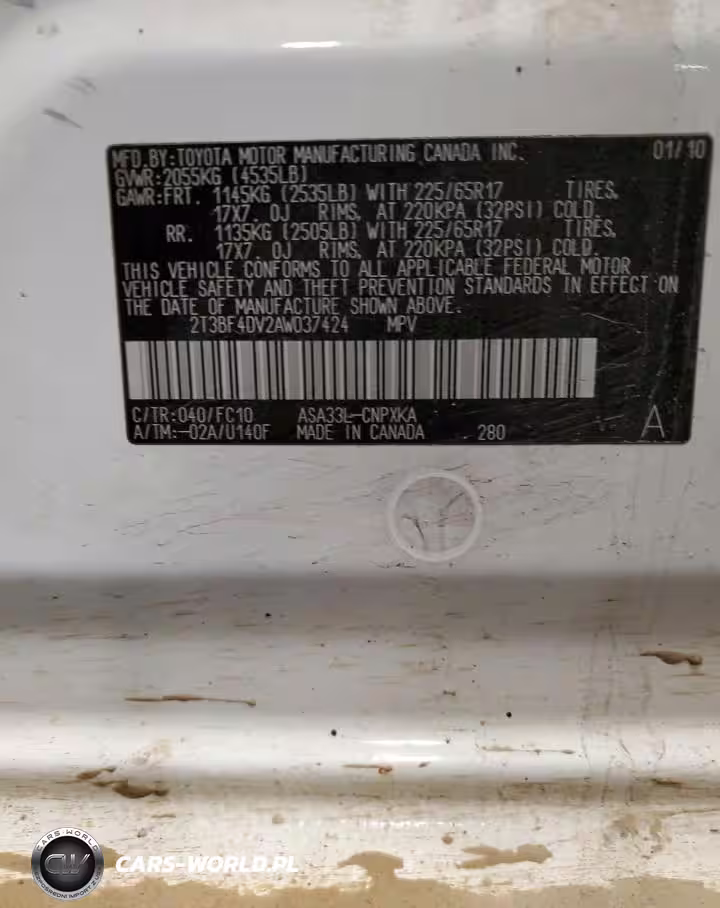 MFD.BY:TOYOTA MOTOR MANUFACTURING CANADA INC. 01/10
GVWR:2055KG (4535LB)
GAWR:FRT. 1145KG (2535LB) WITH 225/65R17 TIRES,
17X7.0J RIMS, AT 220KPA (32PSI) COLD.
RR. 1135KG (2505LB) WITH 225/65R17 TIRES,
17X7.0J RIMS, AT 220KPA (32PSI) COLD.
THIS VEHICLE CONFORMS TO ALL APPLICABLE FEDERAL MOTOR
VEHICLE SAFETY AND THEFT PREVENTION STANDARDS IN EFFECT ON
THE DATE OF MANUFACTURE SHOWN ABOVE.
2T3BF4DV2AW037424 MPV
C/TR:040/FC10 ASA33L-CNPXKA
A/TM:-02A/U140F MADE IN CANADA 280 A
CARS-WORLD
CW
CARS-WORLD.PL